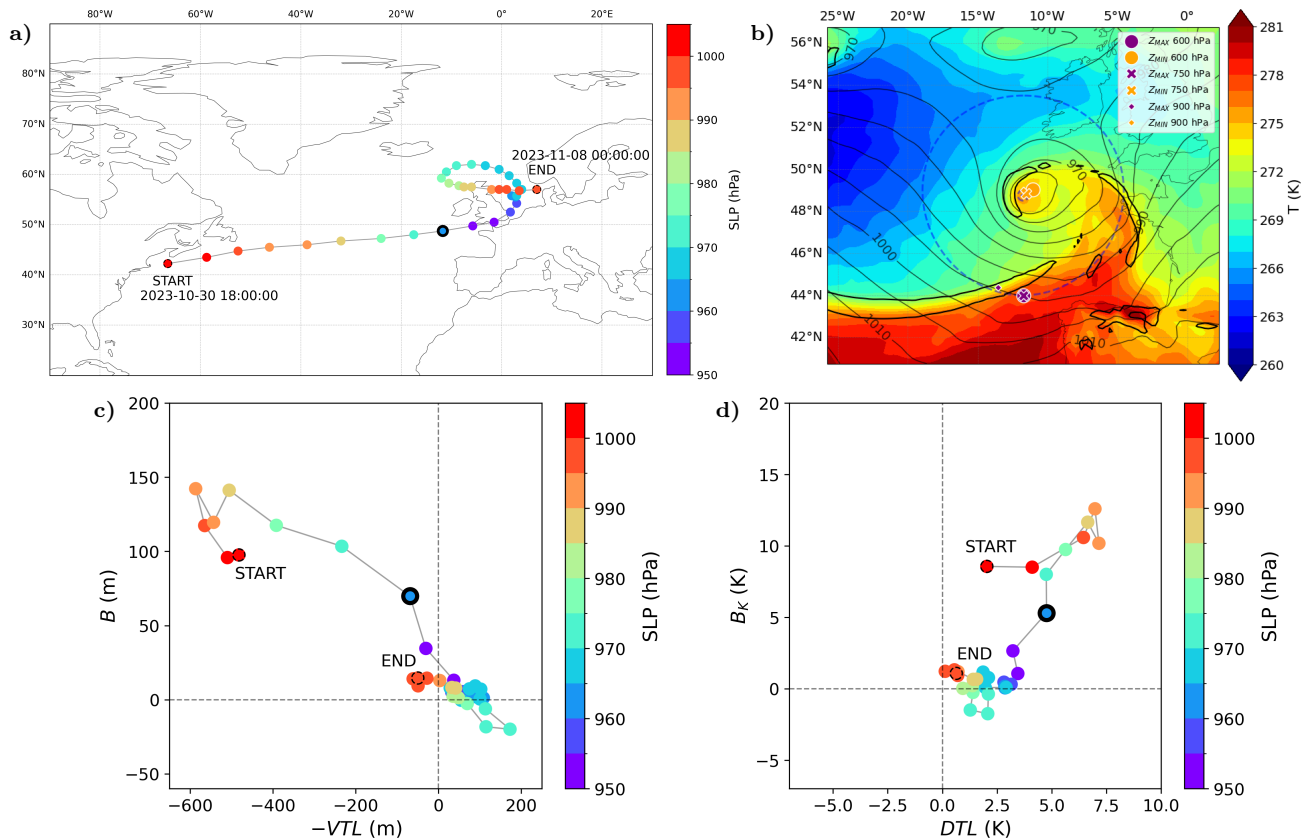 a)
80°W 60°W 40°W 20°W 0° 20°E
80°N
70°N
60°N
50°N
40°N
30°N
2023-11-08 00:00:00
END
START
2023-10-30 18:00:00
1000
990
980
970
960
950
SLP (hPa)
b)
25°W 20°W 15°W 10°W 5°W 0°
56°N
54°N
52°N
50°N
48°N
46°N
44°N
42°N
970
970
970
960
1000
1010
1010
Z_MAX 600 hPa
Z_MIN 600 hPa
Z_MAX 750 hPa
Z_MIN 750 hPa
Z_MAX 900 hPa
Z_MIN 900 hPa
281
278
275
272
269
266
263
260
T (K)
c)
200
150
100
50
0
−50
B (m)
START
END
−600 −400 −200 0 200
−VTL (m)
1000
990
980
970
960
950
SLP (hPa)
d)
20
15
10
5
0
−5
B_K (K)
START
END
−5.0 −2.5 0.0 2.5 5.0 7.5 10.0
DTL (K)
1000
990
980
970
960
950
SLP (hPa)